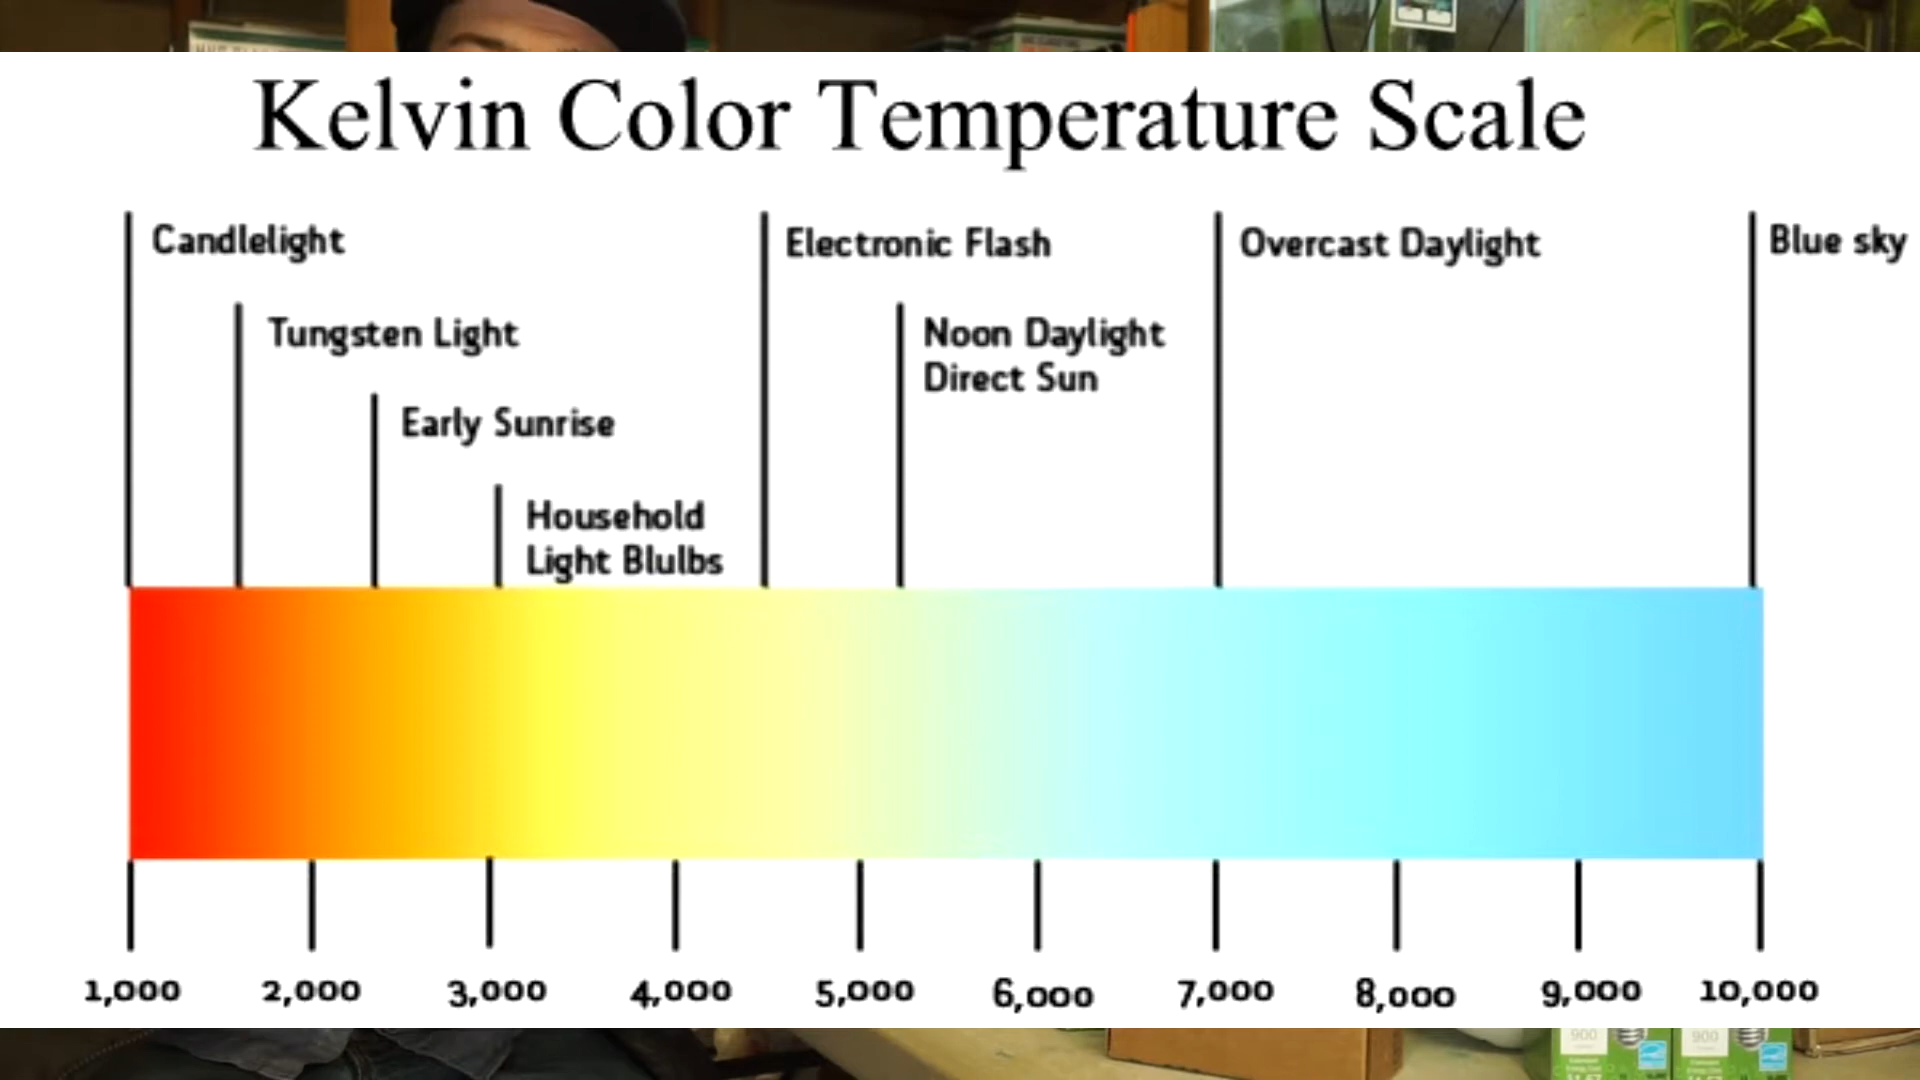 Kelvin Color Temperature Scale
Candlelight
Electronic Flash
Overcast Daylight
Blue sky
Tungsten Light
Noon Daylight
Direct Sun
Early Sunrise
Household
Light Blulbs
1,000 2,000 3,000 4,000 5,000 6,000 7,000 8,000 9,000 10,000
900
900